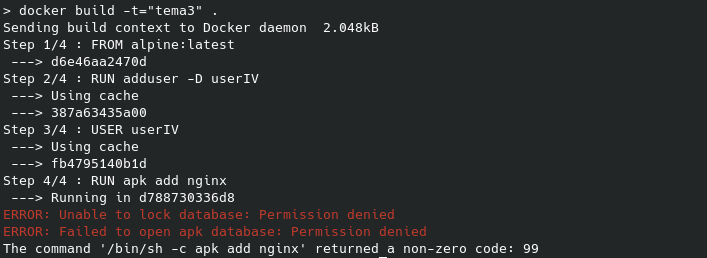 > docker build -t="tema3" .
Sending build context to Docker daemon  2.048kB
Step 1/4 : FROM alpine:latest
 ---> d6e46aa2470d
Step 2/4 : RUN adduser -D userIV
 ---> Using cache
 ---> 387a63435a00
Step 3/4 : USER userIV
 ---> Using cache
 ---> fb4795140b1d
Step 4/4 : RUN apk add nginx
 ---> Running in d788730336d8
ERROR: Unable to lock database: Permission denied
ERROR: Failed to open apk database: Permission denied
The command '/bin/sh -c apk add nginx' returned a non-zero code: 99